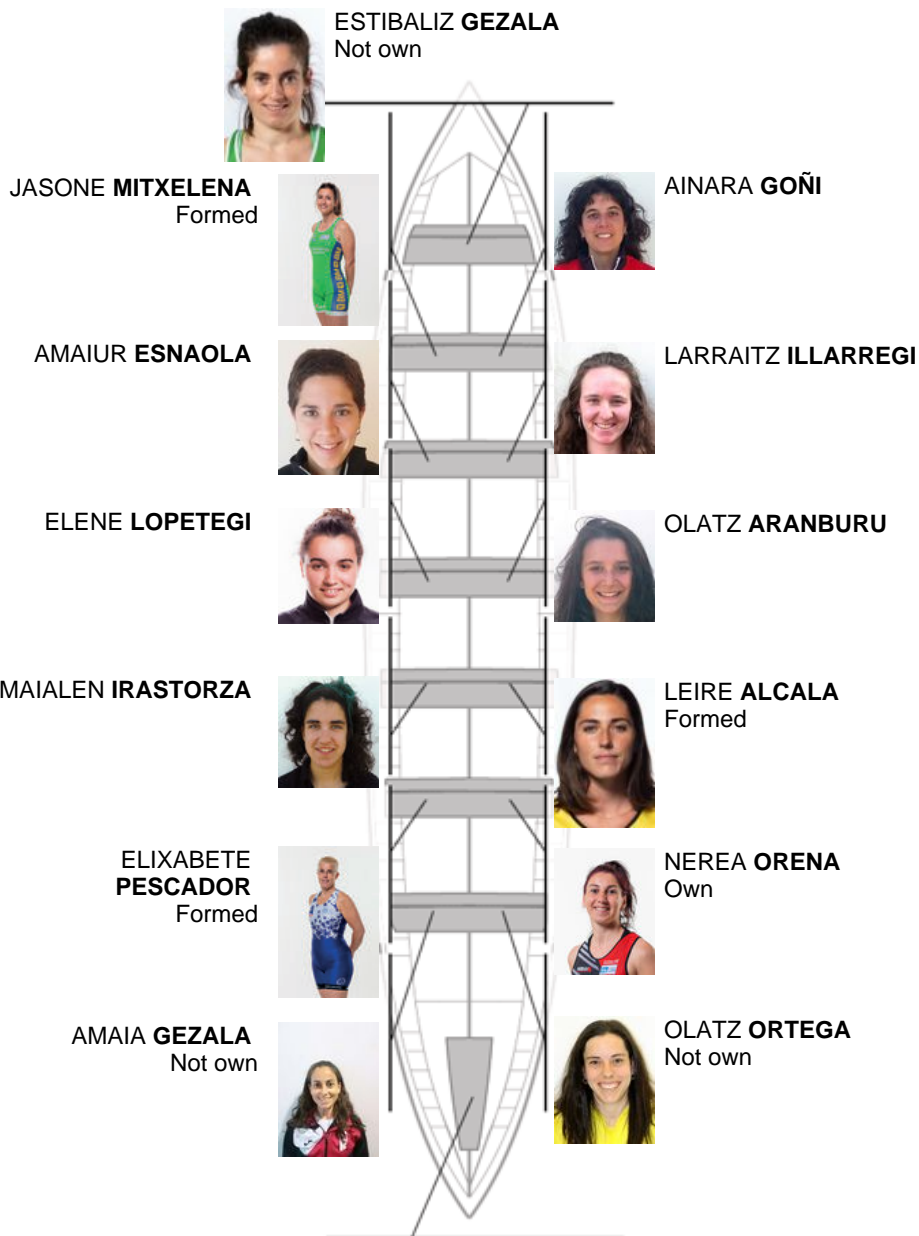 ESTIBALIZ GEZALA
Not own
JASONE MITXELENA
Formed
AINARA GOÑI
AMAIUR ESNAOLA
LARRAITZ ILLARREGI
ELENE LOPETEGI
OLATZ ARANBURU
MAIALEN IRASTORZA
LEIRE ALCALA
Formed
ELIXABETE
PESCADOR
Formed
NEREA ORENA
Own
AMAIA GEZALA
Not own
OLATZ ORTEGA
Not own